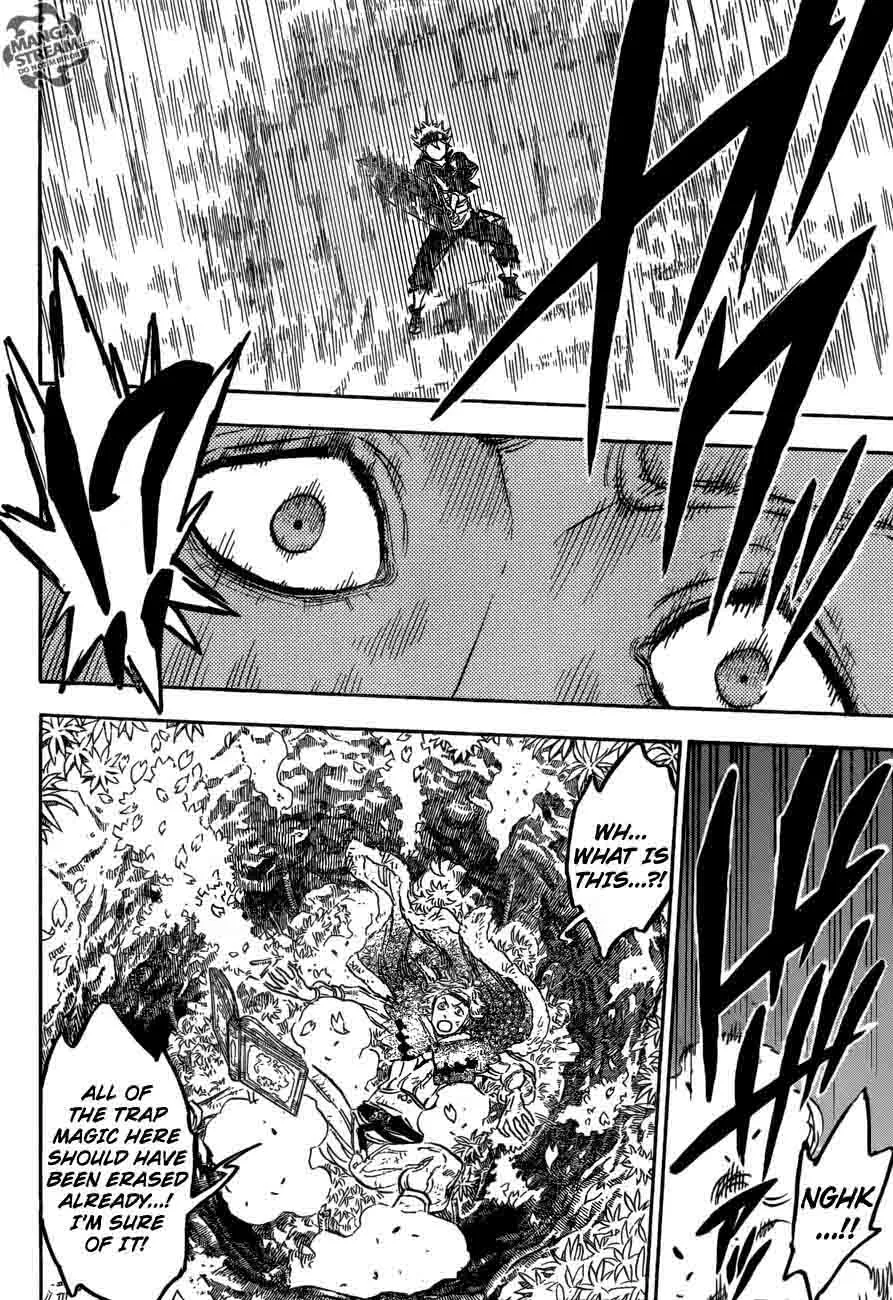 MANGA
STREAM
WH...
WHAT IS
THIS...?!
NGHK
...!!
ALL OF
THE TRAP
MAGIC HERE
SHOULD HAVE
BEEN ERASED
ALREADY...!
I'M SURE
OF IT!